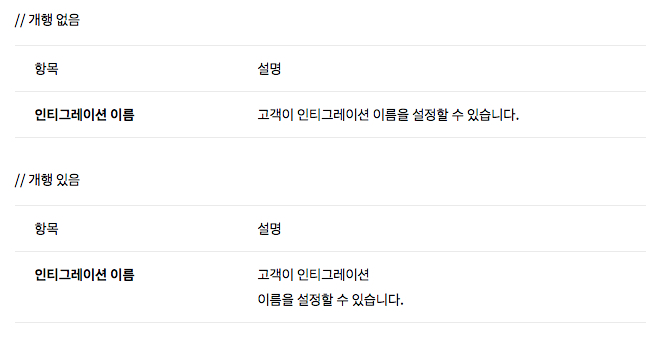 // 개행 없음
항목 설명
인티그레이션 이름 고객이 인티그레이션 이름을 설정할 수 있습니다.
// 개행 있음
항목 설명
인티그레이션 이름 고객이 인티그레이션
이름을 설정할 수 있습니다.